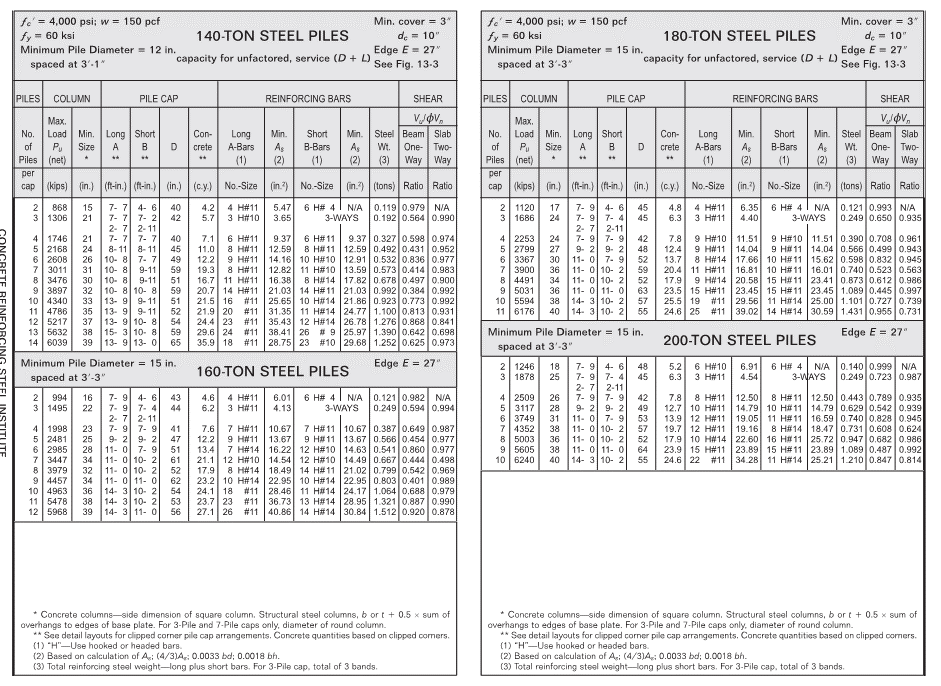 CONCRETE REINFORCING STEEL INSTITUTE
fc′ = 4,000 psi; w = 150 pcf
fy = 60 ksi
Minimum Pile Diameter = 12 in.
spaced at 3′-1″
140-TON STEEL PILES
capacity for unfactored, service (D + L)
Min. cover = 3″
dc = 10″
Edge E = 27″
See Fig. 13-3
PILES COLUMN PILE CAP REINFORCING BARS SHEAR
Vu/ϕVn
No. of Piles Max. Load Pu (net) Min. Size * Long A ** Short B ** D Con-crete ** Long A-Bars (1) Min. As (2) Short B-Bars (1) Min. As (2) Steel Wt. (3) Beam One-Way Slab Two-Way
per cap (kips) (in.) (ft-in.) (ft-in.) (in.) (c.y.) No.-Size (in.²) No.-Size (in.²) (tons) Ratio Ratio
2 868 15 7- 7 4- 6 40 4.2 4 H#11 5.47 6 H# 4 N/A 0.119 0.979 N/A
3 1306 21 7- 7 7- 2 42 5.7 3 H#10 3.65 3-WAYS 0.192 0.564 0.990
2- 7 2-11
4 1746 21 7- 7 7- 7 40 7.1 6 H#11 9.37 6 H#11 9.37 0.327 0.598 0.974
5 2168 24 8-11 8-11 45 11.0 8 H#11 12.59 8 H#11 12.59 0.492 0.431 0.952
6 2608 26 10- 8 7- 7 49 12.2 9 H#11 14.16 10 H#10 12.91 0.532 0.836 0.977
7 3011 31 10- 8 9-11 59 19.3 8 H#11 12.82 11 H#10 13.59 0.573 0.414 0.983
8 3476 30 10- 8 9-11 51 16.7 11 H#11 16.38 8 H#14 17.82 0.678 0.497 0.900
9 3897 32 10- 8 10- 8 59 20.7 14 H#11 21.03 14 H#11 21.03 0.992 0.384 0.992
10 4340 33 13- 9 9-11 51 21.5 16 #11 25.65 10 H#14 21.86 0.923 0.773 0.992
11 4786 35 13- 9 9-11 52 21.9 20 #11 31.35 11 H#14 24.77 1.100 0.813 0.931
12 5217 37 13- 9 10- 8 54 24.4 23 #11 35.43 12 H#14 26.78 1.276 0.868 0.841
13 5632 38 15- 3 10- 9 59 29.6 24 #11 38.41 26 # 9 25.97 1.390 0.642 0.698
14 6039 39 13- 9 13- 0 65 35.9 18 #11 28.75 23 #10 29.68 1.252 0.625 0.973
Minimum Pile Diameter = 15 in.
spaced at 3′-3″
160-TON STEEL PILES
Edge E = 27″
2 994 16 7- 9 4- 6 43 4.6 4 H#11 6.01 6 H# 4 N/A 0.121 0.982 N/A
3 1495 22 7- 9 7- 4 44 6.2 3 H#11 4.13 3-WAYS 0.249 0.594 0.994
2- 7 2-11
4 1998 23 7- 9 7- 9 41 7.6 7 H#11 10.67 7 H#11 10.67 0.387 0.649 0.987
5 2481 25 9- 2 9- 2 47 12.2 9 H#11 13.67 9 H#11 13.67 0.566 0.454 0.977
6 2985 28 11- 0 7- 9 51 13.4 7 H#14 16.22 12 H#10 14.63 0.541 0.860 0.977
7 3447 34 11- 0 10- 2 61 21.1 12 H#10 14.54 12 H#10 14.49 0.667 0.444 0.498
8 3979 32 11- 0 10- 2 52 17.9 8 H#14 18.49 14 H#11 21.02 0.799 0.542 0.969
9 4457 34 11- 0 11- 0 62 23.2 10 H#14 22.95 10 H#14 22.95 0.803 0.401 0.989
10 4963 36 14- 3 10- 2 54 24.1 18 #11 28.46 11 H#14 24.17 1.064 0.688 0.979
11 5478 38 14- 3 10- 2 53 23.7 23 #11 36.73 13 H#14 28.95 1.321 0.887 0.990
12 5968 39 14- 3 11- 0 56 27.1 26 #11 40.86 14 H#14 30.84 1.512 0.920 0.878
* Concrete columns—side dimension of square column. Structural steel columns, b or t + 0.5 × sum of
overhangs to edges of base plate. For 3-Pile and 7-Pile caps only, diameter of round column.
** See detail layouts for clipped corner pile cap arrangements. Concrete quantities based on clipped corners.
(1) “H”—Use hooked or headed bars.
(2) Based on calculation of As; (4/3)As; 0.0033 bd; 0.0018 bh.
(3) Total reinforcing steel weight—long plus short bars. For 3-Pile cap, total of 3 bands.
fc′ = 4,000 psi; w = 150 pcf
fy = 60 ksi
Minimum Pile Diameter = 15 in.
spaced at 3′-3″
180-TON STEEL PILES
capacity for unfactored, service (D + L)
Min. cover = 3″
dc = 10″
Edge E = 27″
See Fig. 13-3
PILES COLUMN PILE CAP REINFORCING BARS SHEAR
Vu/ϕVn
No. of Piles Max. Load Pu (net) Min. Size * Long A ** Short B ** D Con-crete ** Long A-Bars (1) Min. As (2) Short B-Bars (1) Min. As (2) Steel Wt. (3) Beam One-Way Slab Two-Way
per cap (kips) (in.) (ft-in.) (ft-in.) (in.) (c.y.) No.-Size (in.²) No.-Size (in.²) (tons) Ratio Ratio
2 1120 17 7- 9 4- 6 45 4.8 4 H#11 6.35 6 H# 4 N/A 0.121 0.993 N/A
3 1686 24 7- 9 7- 4 45 6.3 3 H#11 4.40 3-WAYS 0.249 0.650 0.935
2- 7 2-11
4 2253 24 7- 9 7- 9 42 7.8 9 H#10 11.51 9 H#10 11.51 0.390 0.708 0.961
5 2799 27 9- 2 9- 2 48 12.4 9 H#11 14.04 9 H#11 14.04 0.566 0.499 0.943
6 3367 30 11- 0 7- 9 52 13.7 8 H#14 17.66 10 H#11 15.62 0.598 0.832 0.945
7 3900 36 11- 0 10- 2 59 20.4 11 H#11 16.81 10 H#11 16.01 0.740 0.523 0.563
8 4491 34 11- 0 10- 2 52 17.9 9 H#14 20.58 15 H#11 23.41 0.873 0.612 0.986
9 5031 36 11- 0 11- 0 63 23.5 15 H#11 23.45 15 H#11 23.45 1.089 0.445 0.997
10 5594 38 14- 3 10- 2 57 25.5 19 #11 29.56 11 H#14 25.00 1.101 0.727 0.739
11 6176 40 14- 3 10- 2 55 24.6 25 #11 39.02 14 H#14 30.59 1.431 0.955 0.731
Minimum Pile Diameter = 15 in.
spaced at 3′-3″
200-TON STEEL PILES
Edge E = 27″
2 1246 18 7- 9 4- 6 48 5.2 6 H#10 6.91 6 H# 4 N/A 0.140 0.999 N/A
3 1878 25 7- 9 7- 4 45 6.3 3 H#11 4.54 3-WAYS 0.249 0.723 0.987
2- 7 2-11
4 2509 26 7- 9 7- 9 42 7.8 8 H#11 12.50 8 H#11 12.50 0.443 0.789 0.935
5 3117 28 9- 2 9- 2 49 12.7 10 H#11 14.79 10 H#11 14.79 0.629 0.542 0.939
6 3749 31 11- 0 7- 9 53 13.9 12 H#11 19.05 11 H#11 16.59 0.740 0.828 0.905
7 4352 38 11- 0 10- 2 57 19.7 12 H#11 19.16 8 H#14 18.47 0.731 0.608 0.624
8 5003 36 11- 0 10- 2 52 17.9 10 H#14 22.60 16 H#11 25.72 0.947 0.682 0.986
9 5605 38 11- 0 11- 0 64 23.9 15 H#11 23.89 15 H#11 23.89 1.089 0.487 0.992
10 6240 40 14- 3 10- 2 55 24.6 22 #11 34.28 11 H#14 25.21 1.210 0.847 0.814
* Concrete columns—side dimension of square column. Structural steel columns, b or t + 0.5 × sum of
overhangs to edges of base plate. For 3-Pile and 7-Pile caps only, diameter of round column.
** See detail layouts for clipped corner pile cap arrangements. Concrete quantities based on clipped corners.
(1) “H”—Use hooked or headed bars.
(2) Based on calculation of As; (4/3)As; 0.0033 bd; 0.0018 bh.
(3) Total reinforcing steel weight—long plus short bars. For 3-Pile cap, total of 3 bands.